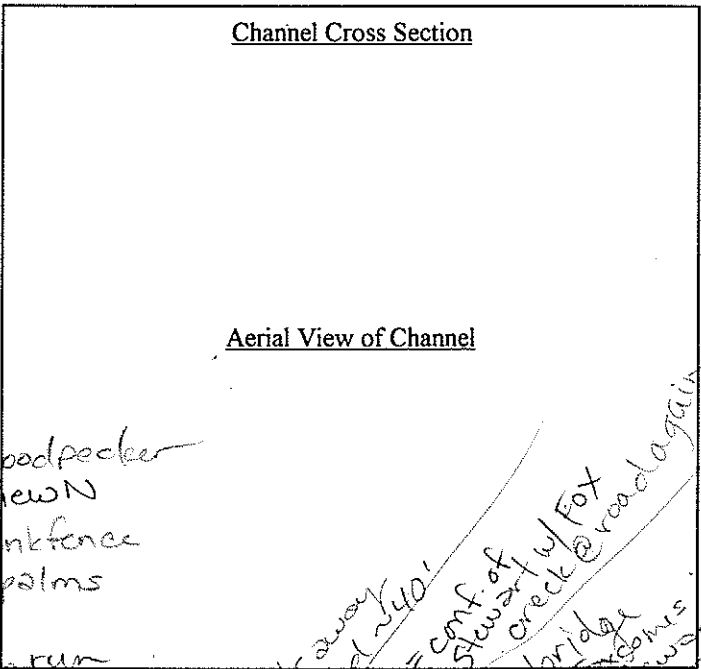 Channel Cross Section
Aerial View of Channel
oodpecker
iewN
nkfence
palms
run
away
d ~40'
= conf. of
Stewart w/ Fox
creek @ road again
bridge